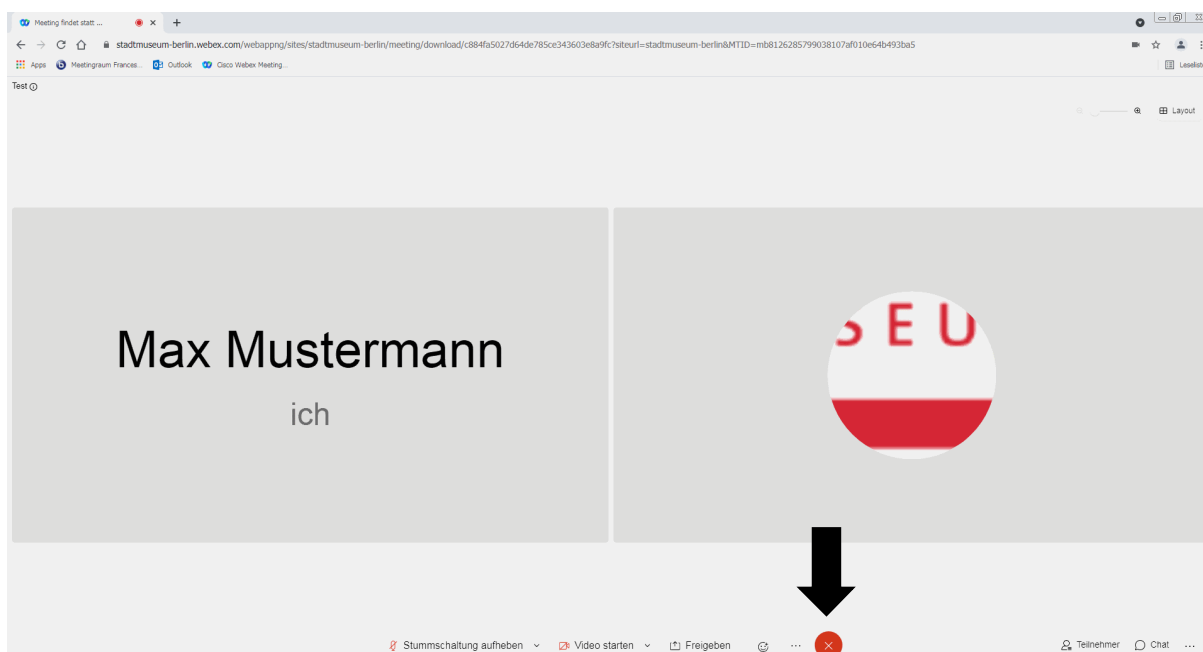 Meeting findet statt ...
stadtmuseum-berlin.webex.com/webappng/sites/stadtmuseum-berlin/meeting/download/c884fa5027d64de785ce343603e8a9fc?siteurl=stadtmuseum-berlin&MTID=mb8126285799038107af010e64b493ba5
Apps Meetingraum Frances... Outlook Cisco Webex Meeting... Leseliste
Test
Layout
Max Mustermann
ich
SEU
Stummschaltung aufheben Video starten Freigeben ... Teilnehmer Chat ...